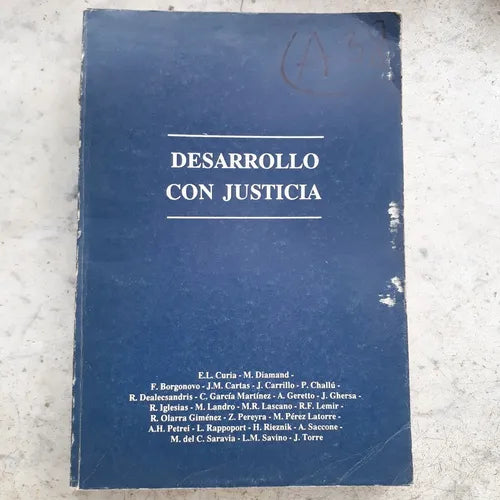 DESARROLLO
CON JUSTICIA
E.L. Curia - M. Diamand -
F. Borgonovo - J.M. Cartas - J. Carrillo - P. Challú -
R. Dealecsandris - C. García Martínez - A. Geretto - J. Ghersa -
R. Iglesias - M. Landro - M.R. Lascano - R.F. Lemir -
R. Olarra Giménez - Z. Pereyra - M. Pérez Latorre -
A.H. Petrei - L. Rappoport - H. Rieznik - A. Saccone -
M. del C. Saravia - L.M. Savino - J. Torre